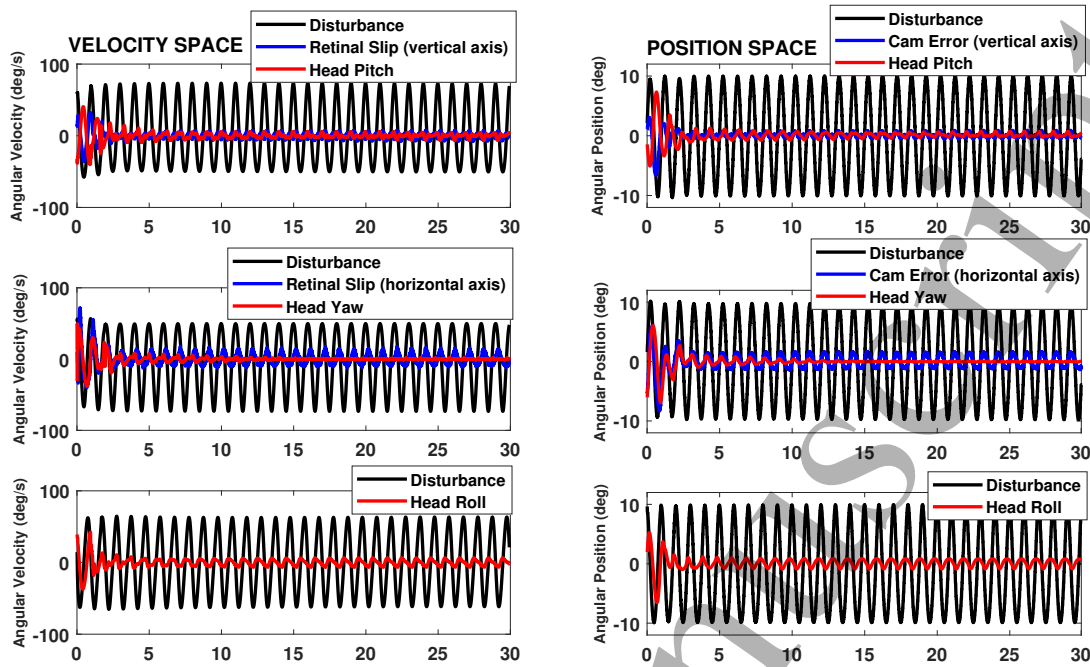 VELOCITY SPACE
Disturbance
Retinal Slip (vertical axis)
Head Pitch
Angular Velocity (deg/s)
100
0
-100
0 5 10 15 20 25 30
POSITION SPACE
Disturbance
Cam Error (vertical axis)
Head Pitch
Angular Position (deg)
10
0
-10
0 5 10 15 20 25 30
Disturbance
Retinal Slip (horizontal axis)
Head Yaw
Angular Velocity (deg/s)
100
0
-100
0 5 10 15 20 25 30
Disturbance
Cam Error (horizontal axis)
Head Yaw
Angular Position (deg)
10
0
-10
0 5 10 15 20 25 30
Disturbance
Head Roll
Angular Velocity (deg/s)
100
0
-100
0 5 10 15 20 25 30
Disturbance
Head Roll
Angular Position (deg)
10
0
-10
0 5 10 15 20 25 30